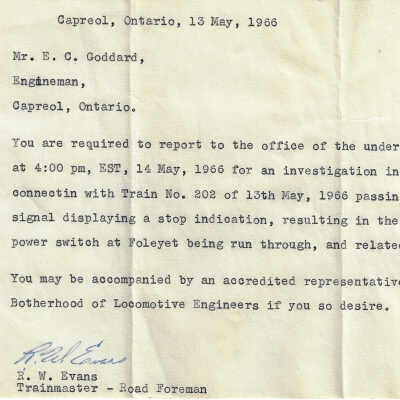 Capreol, Ontario, 13 May, 1966
Mr. E. C. Goddard,
Engineman,
Capreol, Ontario.
You are required to report to the office of the under
at 4:00 pm, EST, 14 May, 1966 for an investigation in
connectin with Train No. 202 of 13th May, 1966 passin
signal displaying a stop indication, resulting in the
power switch at Foleyet being run through, and relate
You may be accompanied by an accredited representative
Botherhood of Locomotive Engineers if you so desire.
R.W. Evans
R. W. Evans
Trainmaster - Road Foreman